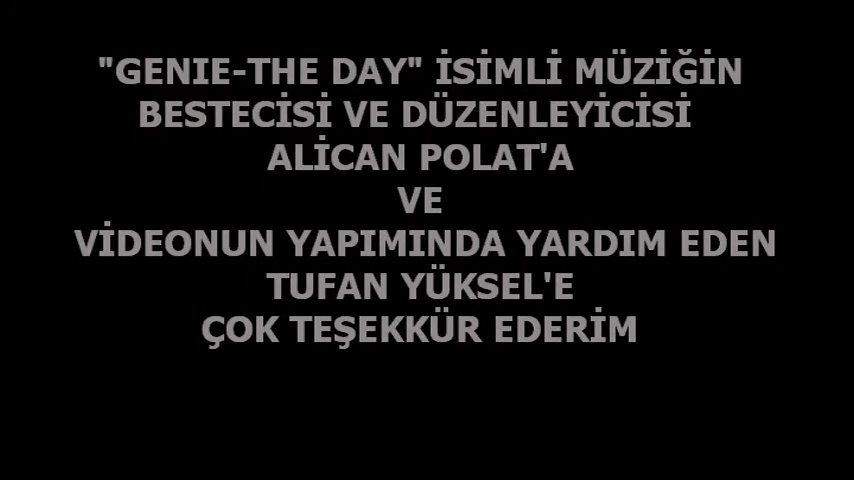 "GENIE-THE DAY" İSİMLİ MÜZİĞİN
BESTECİSİ VE DÜZENLEYİCİSİ
ALİCAN POLAT'A
VE
VİDEONUN YAPIMINDA YARDIM EDEN
TUFAN YÜKSEL'E
ÇOK TEŞEKKÜR EDERİM